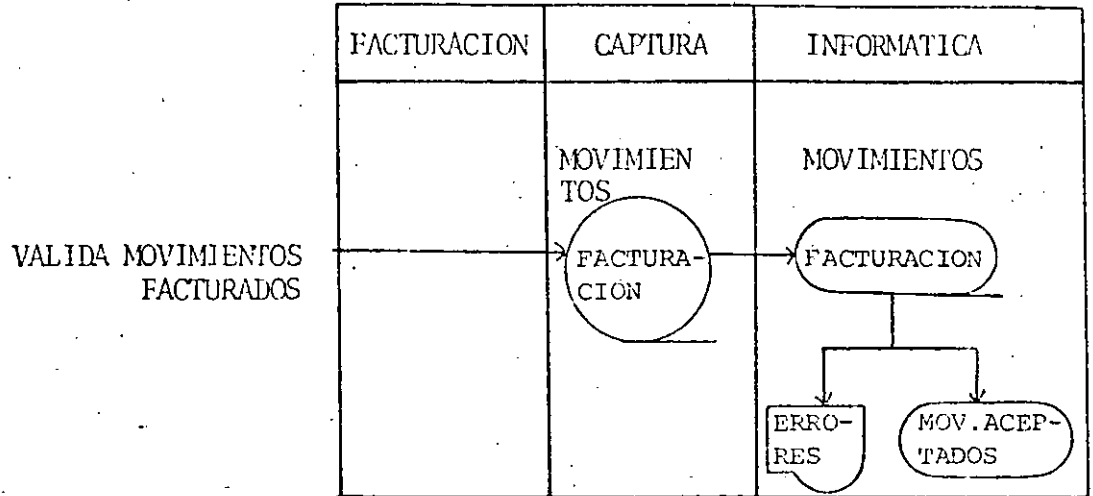 FACTURACION CAPTURA INFORMATICA
MOVIMIEN
TOS
MOVIMIENTOS
VALIDA MOVIMIENTOS
FACTURADOS
FACTURA-
CION
FACTURACION
ERRO-
RES
MOV.ACEP-
TADOS